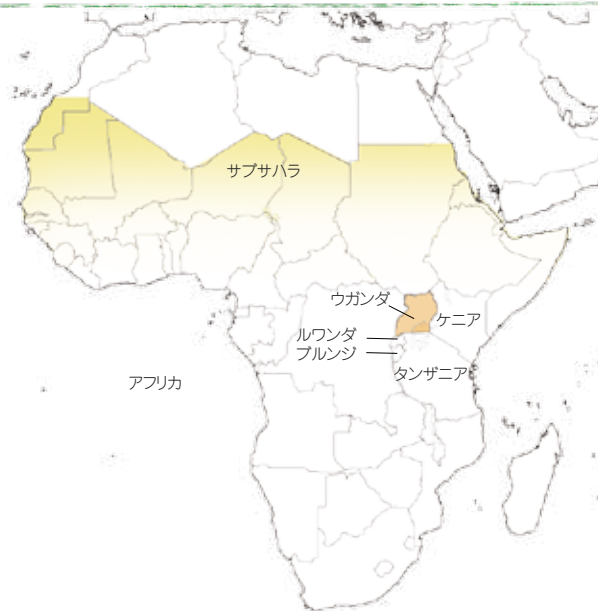 サブサハラ
ウガンダ
ケニア
ルワンダ
ブルンジ
タンザニア
アフリカ